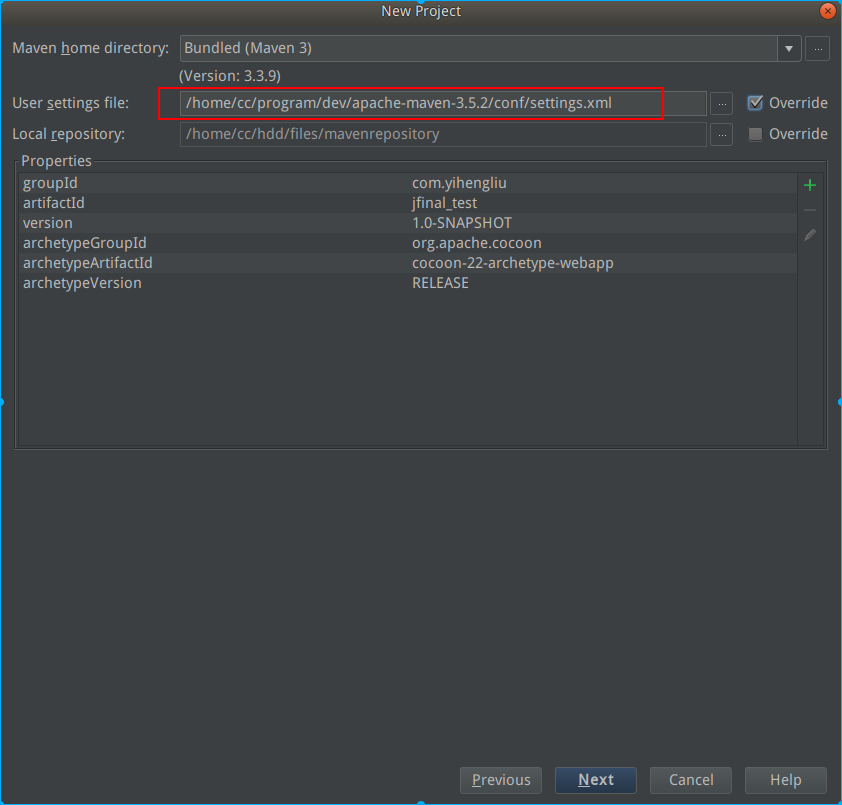 New Project
Maven home directory: Bundled (Maven 3) ...
(Version: 3.3.9)
User settings file: /home/cc/program/dev/apache-maven-3.5.2/conf/settings.xml ... Override
Local repository: /home/cc/hdd/files/mavenrepository ... Override
Properties
groupId com.yihengliu
artifactId jfinal_test
version 1.0-SNAPSHOT
archetypeGroupId org.apache.cocoon
archetypeArtifactId cocoon-22-archetype-webapp
archetypeVersion RELEASE
Previous Next Cancel Help